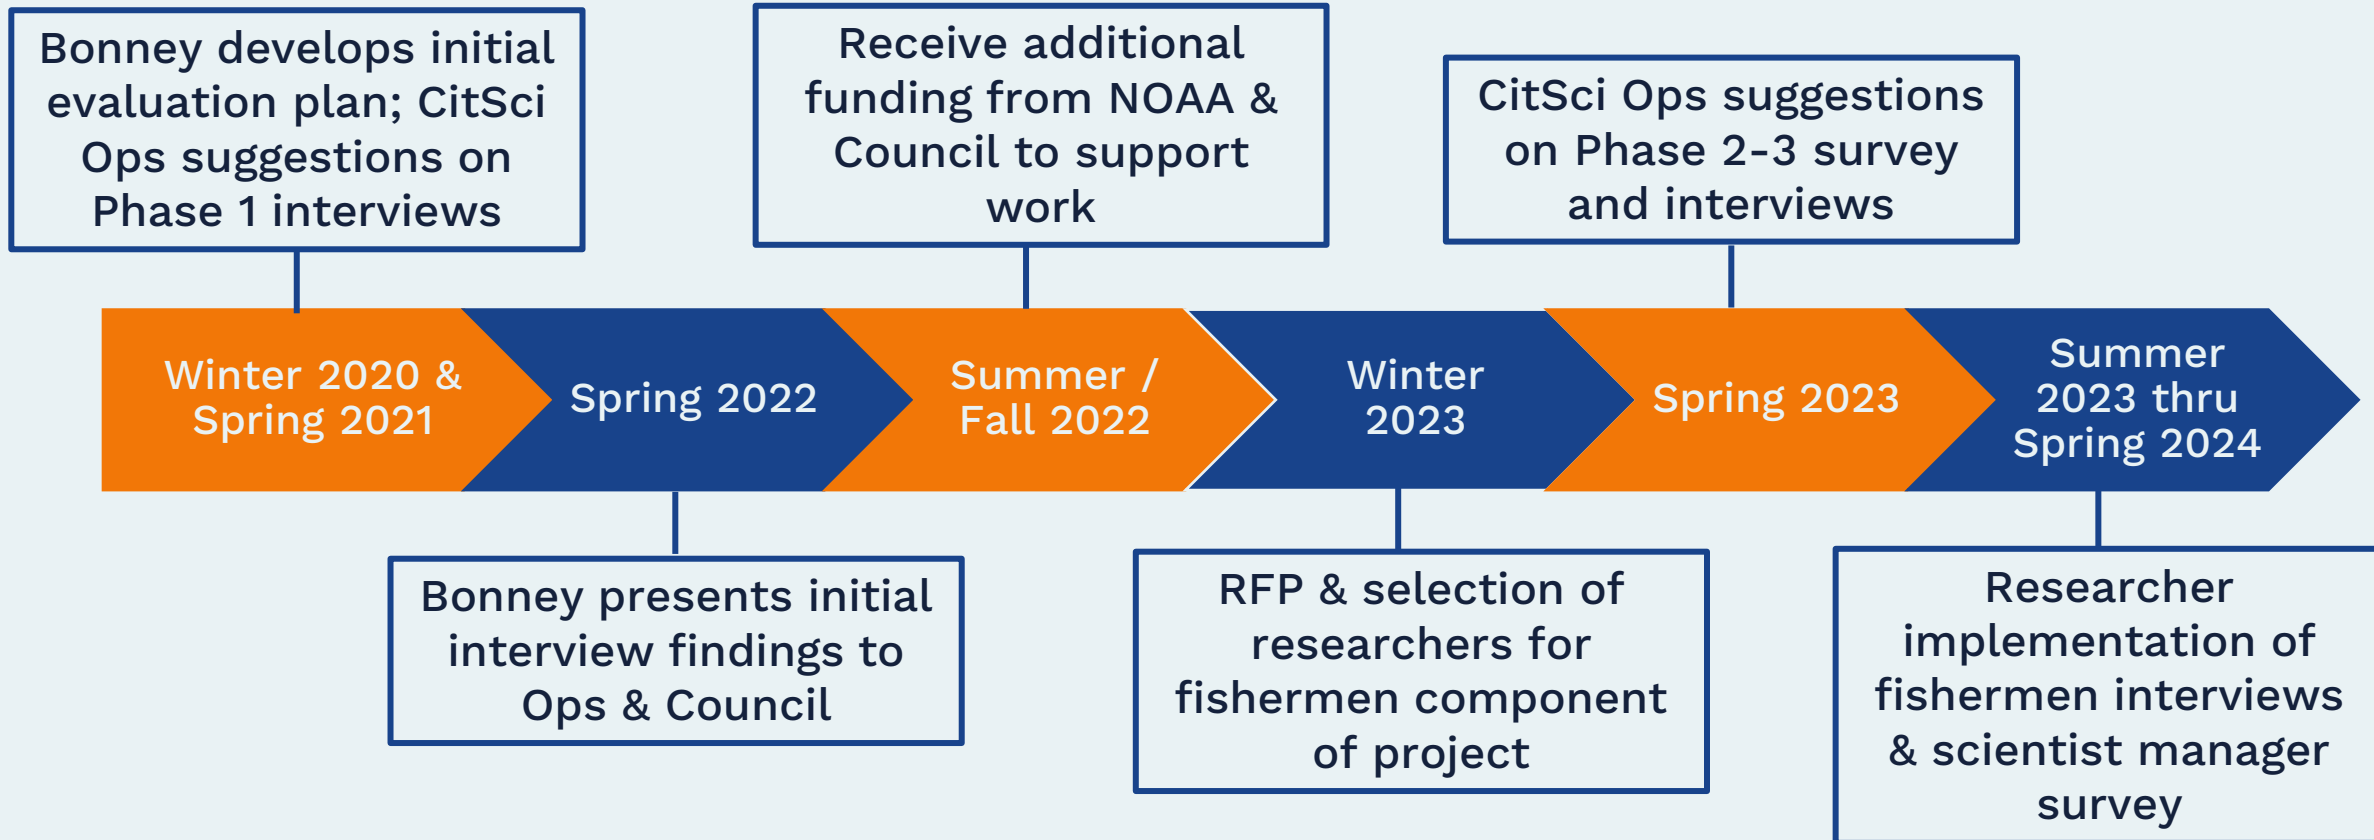 Bonney develops initial
evaluation plan; CitSci
Ops suggestions on
Phase 1 interviews
Receive additional
funding from NOAA &
Council to support
work
CitSci Ops suggestions
on Phase 2-3 survey
and interviews
Winter 2020 &
Spring 2021
Spring 2022
Summer /
Fall 2022
Winter
2023
Spring 2023
Summer
2023 thru
Spring 2024
Bonney presents initial
interview findings to
Ops & Council
RFP & selection of
researchers for
fishermen component
of project
Researcher
implementation of
fishermen interviews
& scientist manager
survey